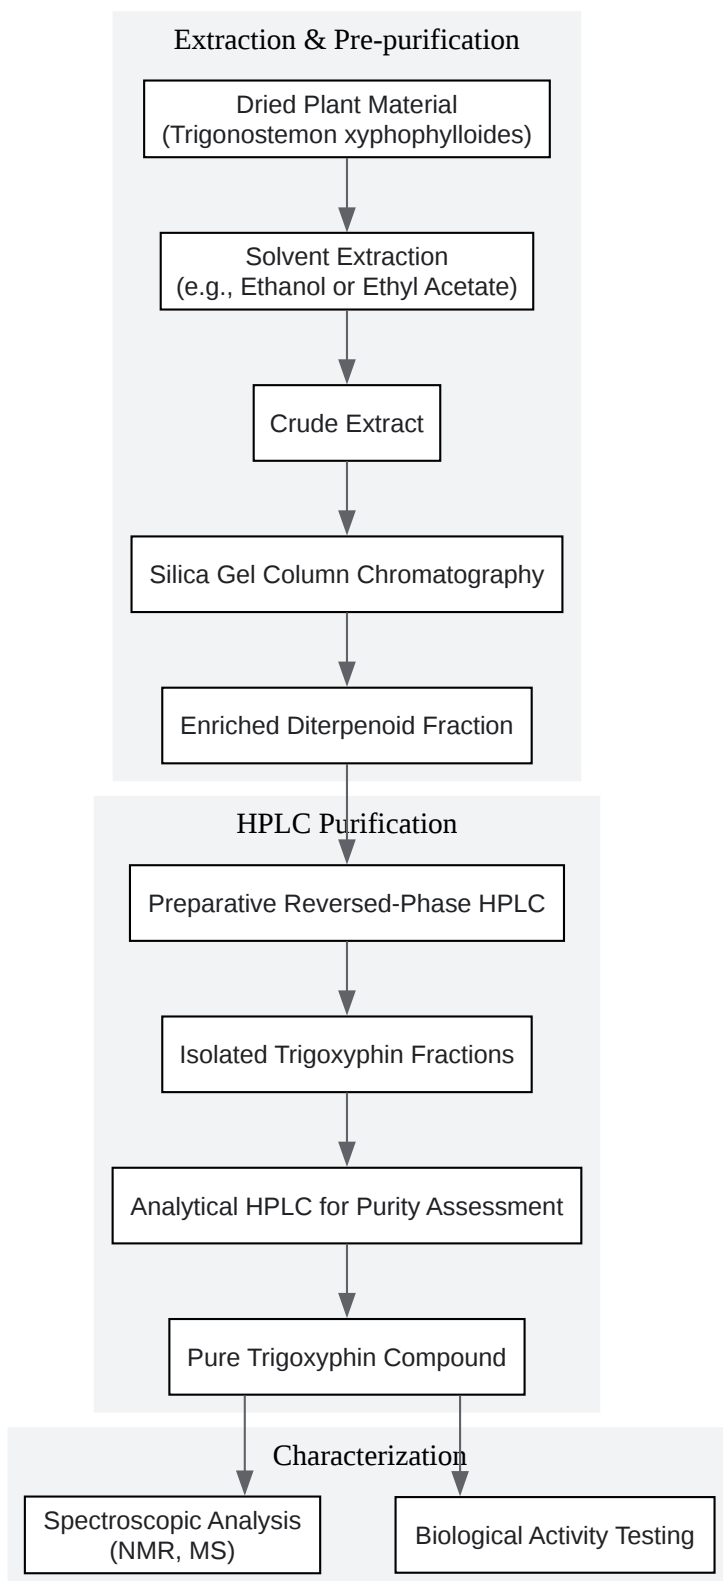 Extraction & Pre-purification
Dried Plant Material
(Trigonostemon xyphophylloides)
Solvent Extraction
(e.g., Ethanol or Ethyl Acetate)
Crude Extract
Silica Gel Column Chromatography
Enriched Diterpenoid Fraction
HPLC Purification
Preparative Reversed-Phase HPLC
Isolated Trigoxyphin Fractions
Analytical HPLC for Purity Assessment
Pure Trigoxyphin Compound
Characterization
Spectroscopic Analysis
(NMR, MS)
Biological Activity Testing